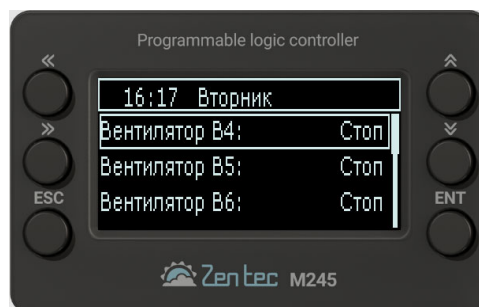 Programmable logic controller
16:17 Вторник
Вентилятор В4: Стоп
Вентилятор В5: Стоп
Вентилятор В6: Стоп
ESC
ENT
Zentec M245